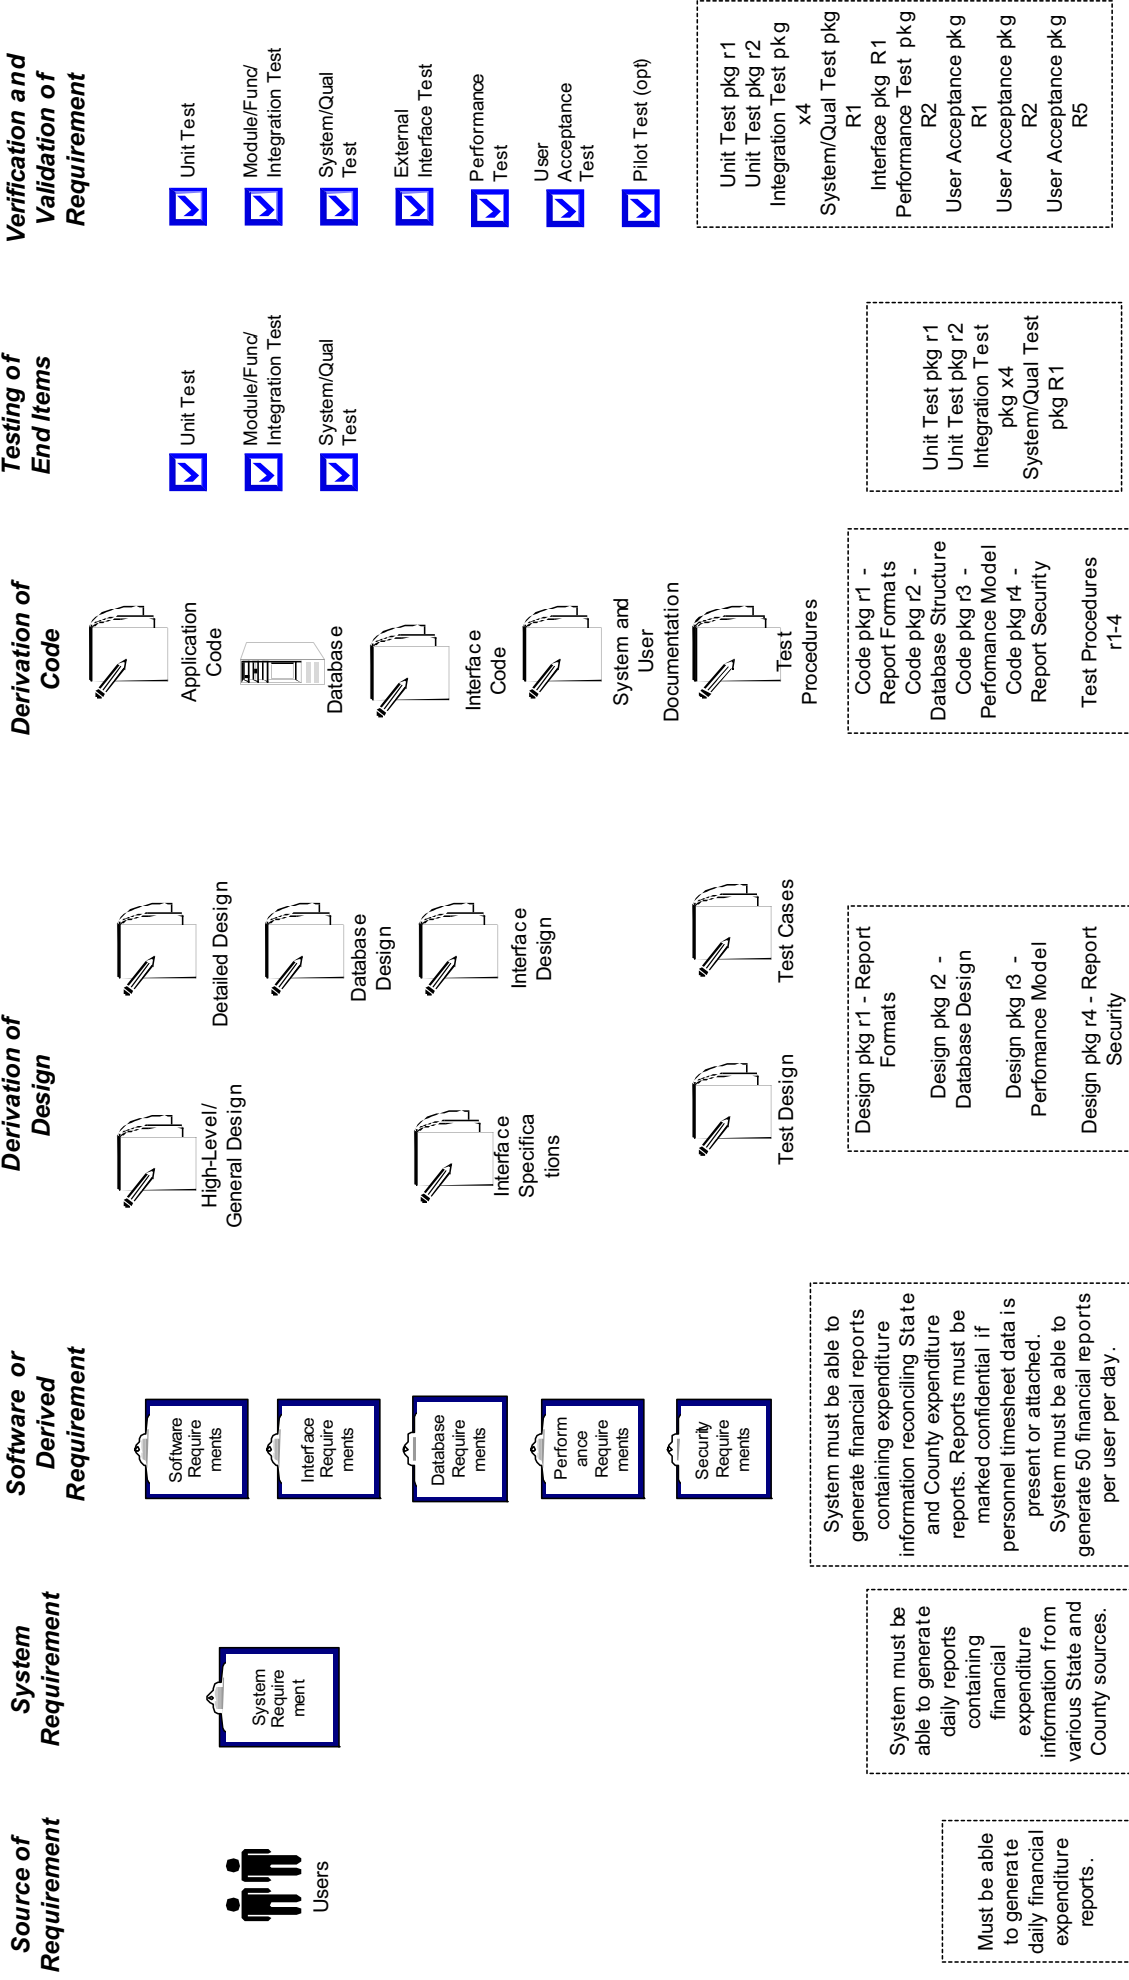 Source of
Requirement
System
Requirement
Software or
Derived
Requirement
Derivation of
Design
Derivation of
Code
Testing of
End Items
Verification and
Validation of
Requirement
Users
System
Require
ment
Software
Require
ments
Interface
Require
ments
Database
Require
ments
Perform
ance
Require
ments
Security
Require
ments
High-Level/
General Design
Interface
Specifica
tions
Test Design
Detailed Design
Database
Design
Interface
Design
Test Cases
Application
Code
Database
Interface
Code
System and
User
Documentation
Test
Procedures
Unit Test
Module/Func/
Integration Test
System/Qual
Test
Unit Test
Module/Func/
Integration Test
System/Qual
Test
External
Interface Test
Performance
Test
User
Acceptance
Test
Pilot Test (opt)
Must be able
to generate
daily financial
expenditure
reports.
System must be
able to generate
daily reports
containing
financial
expenditure
information from
various State and
County sources.
System must be able to
generate financial reports
containing expenditure
information reconciling State
and County expenditure
reports. Reports must be
marked confidential if
personnel timesheet data is
present or attached.
System must be able to
generate 50 financial reports
per user per day.
Design pkg r1 - Report
Formats
Design pkg r2 -
Database Design
Design pkg r3 -
Perfomance Model
Design pkg r4 - Report
Security
Code pkg r1 -
Report Formats
Code pkg r2 -
Database Structure
Code pkg r3 -
Perfomance Model
Code pkg r4 -
Report Security
Test Procedures
r1-4
Unit Test pkg r1
Unit Test pkg r2
Integration Test
pkg x4
System/Qual Test
pkg R1
Unit Test pkg r1
Unit Test pkg r2
Integration Test pkg
x4
System/Qual Test pkg
R1
Interface pkg R1
Performance Test pkg
R2
User Acceptance pkg
R1
User Acceptance pkg
R2
User Acceptance pkg
R5